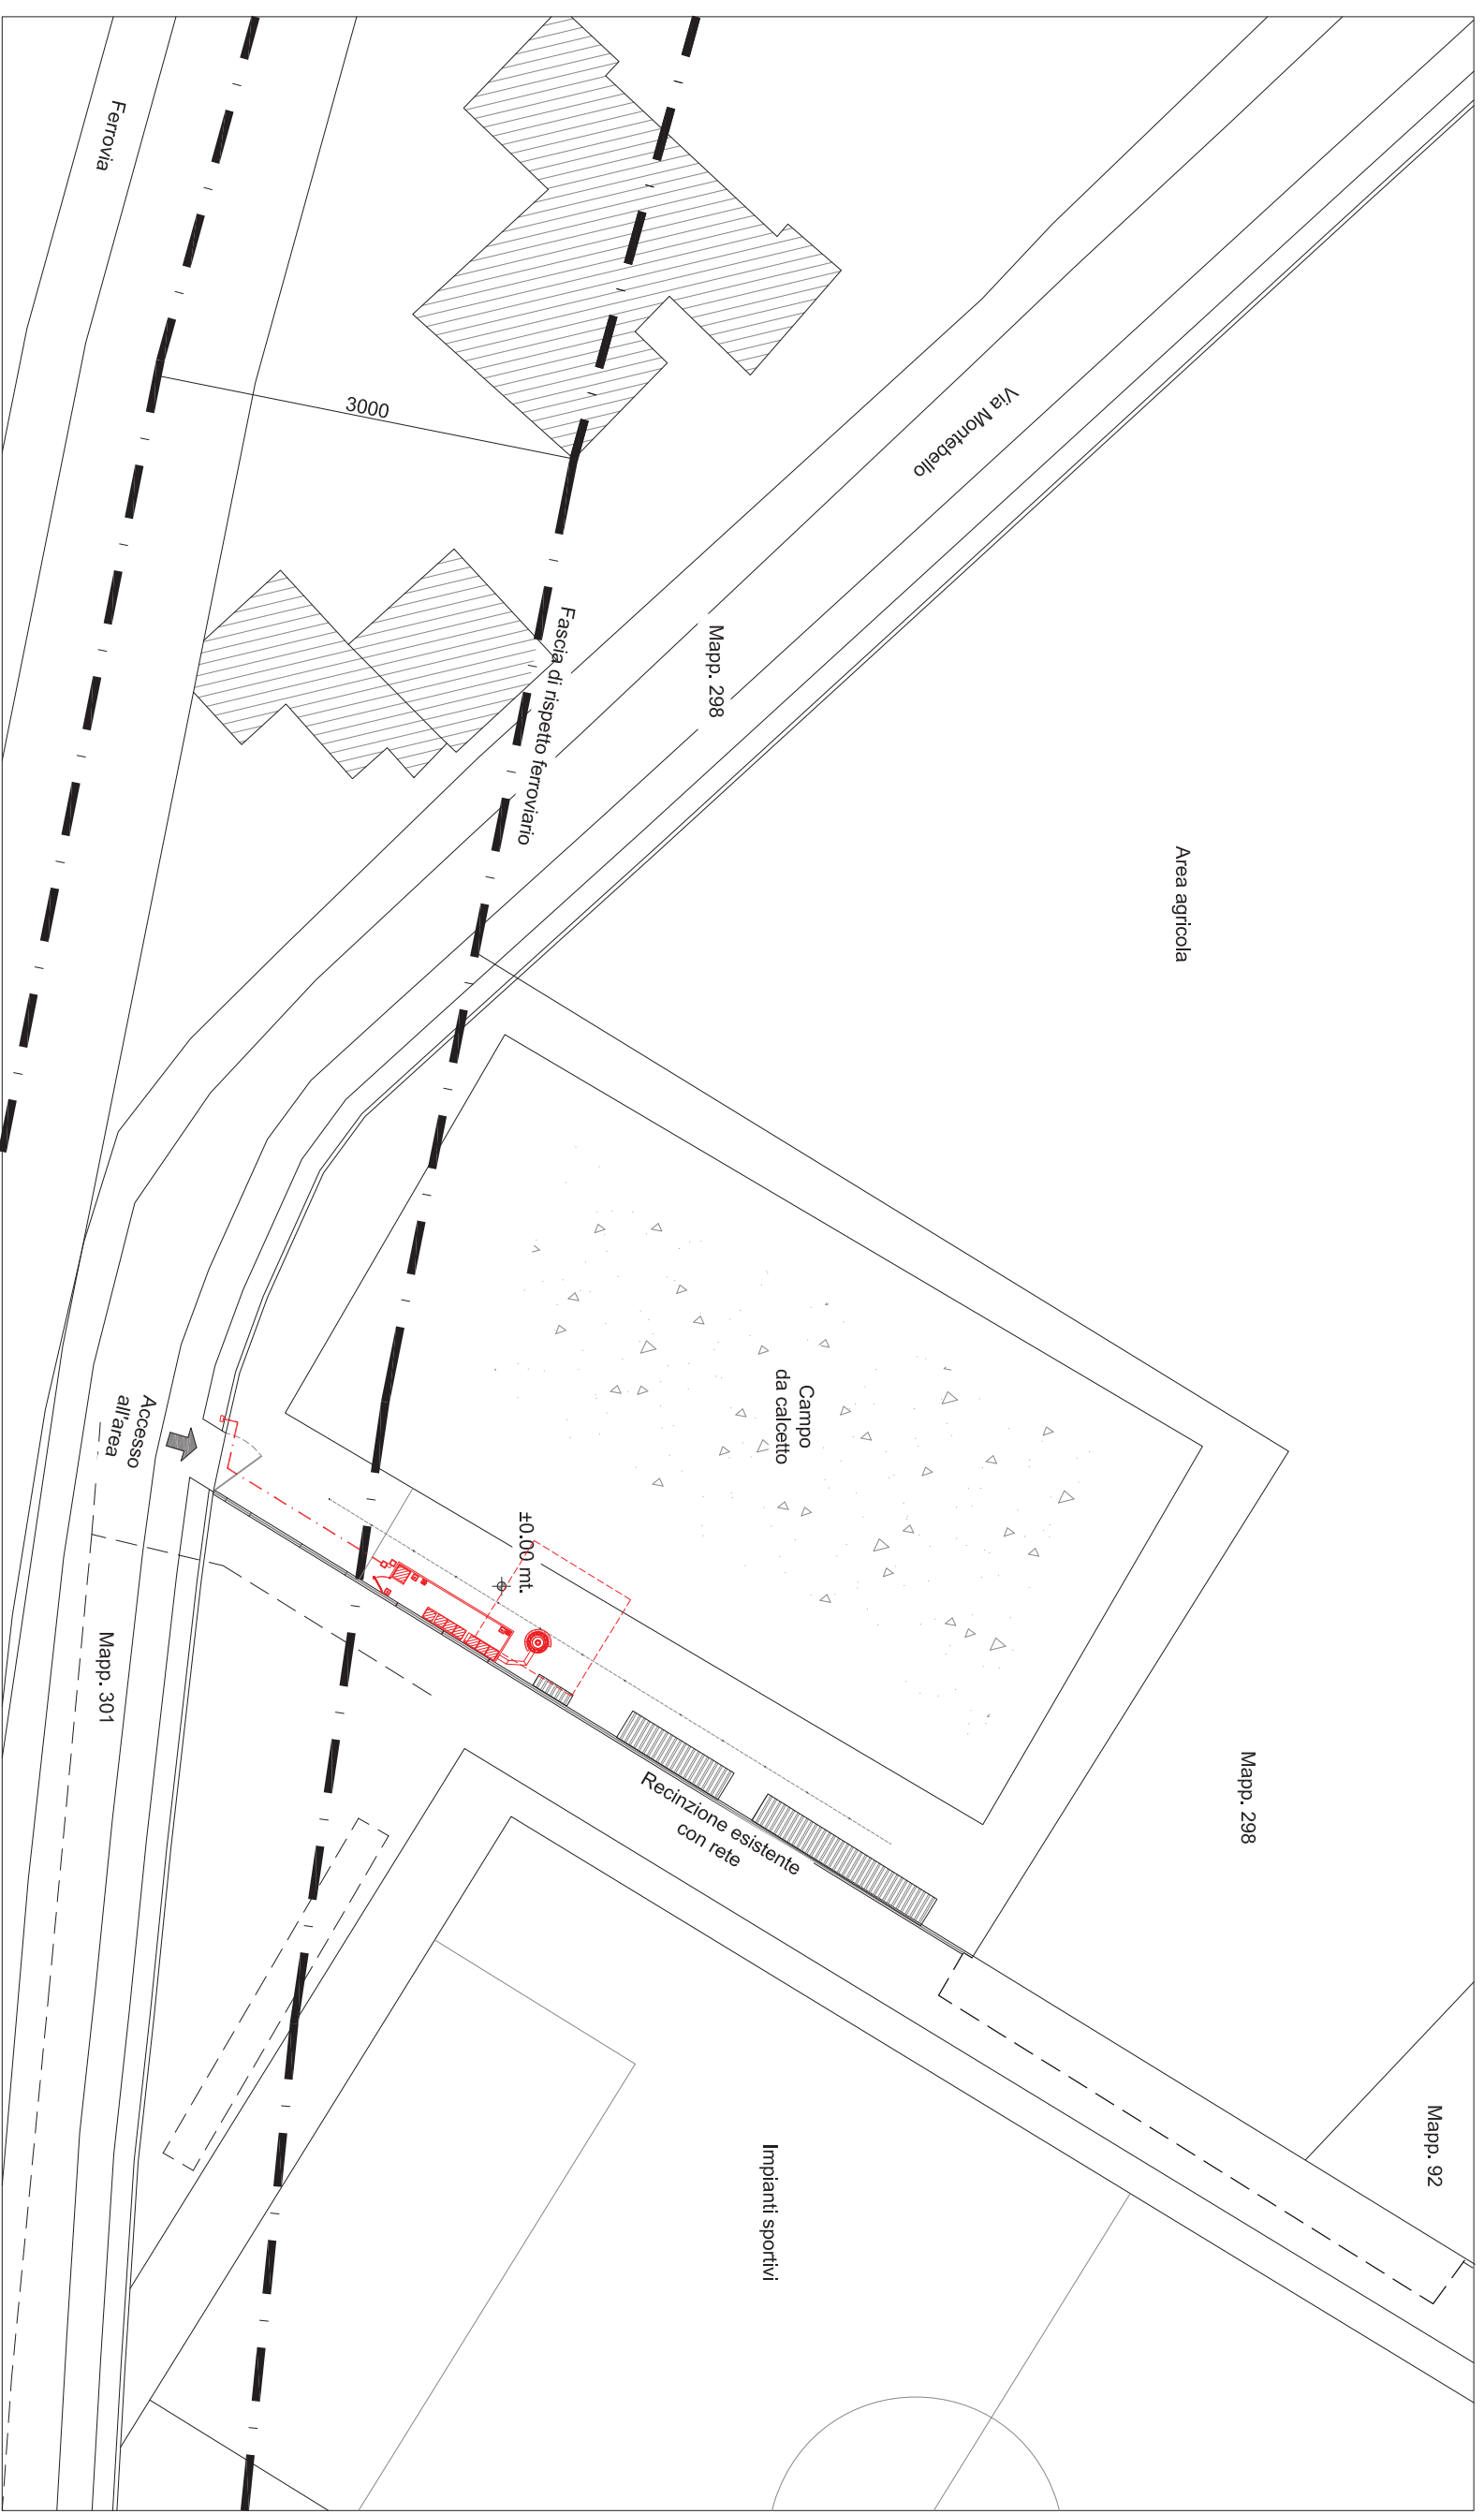 Ferrovia
3000
Via Montebello
Mapp. 298
Fascia di rispetto ferroviario
Area agricola
Campo
da calcetto
Accesso
all'area
±0.00 mt.
Mapp. 301
Recinzione esistente
con rete
Mapp. 298
Mapp. 92
Impianti sportivi